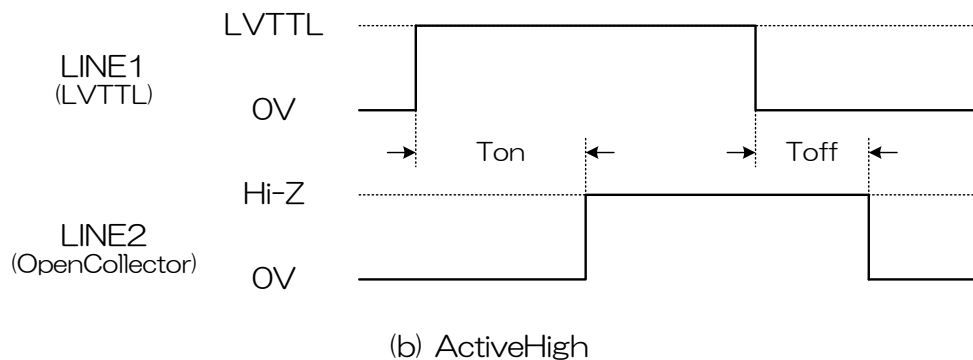 LVTTL
LINE1
(LVTTL)
0V
Ton
Toff
Hi-Z
LINE2
(OpenCollector)
0V
(b) ActiveHigh